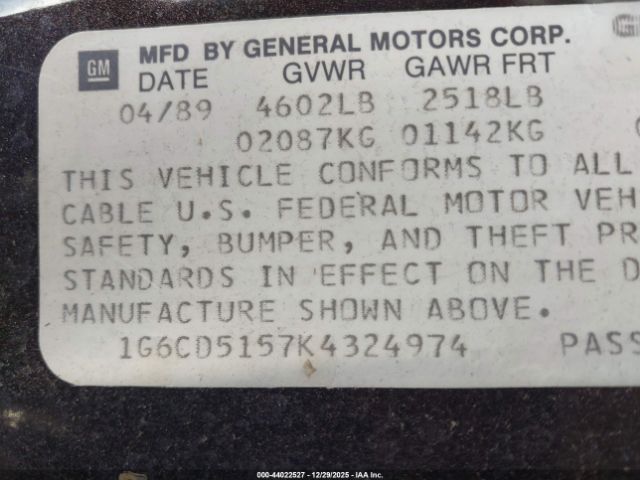 GM MFD BY GENERAL MOTORS CORP.
DATE GVWR GAWR FRT
04/89 4602LB 2518LB
02087KG 01142KG
THIS VEHICLE CONFORMS TO ALL
CABLE U.S. FEDERAL MOTOR VEH
SAFETY, BUMPER, AND THEFT PR
STANDARDS IN EFFECT ON THE D
MANUFACTURE SHOWN ABOVE.
1G6CD5157K4324974 PASS
000-44022527 - 12/29/2025 - IAA Inc.